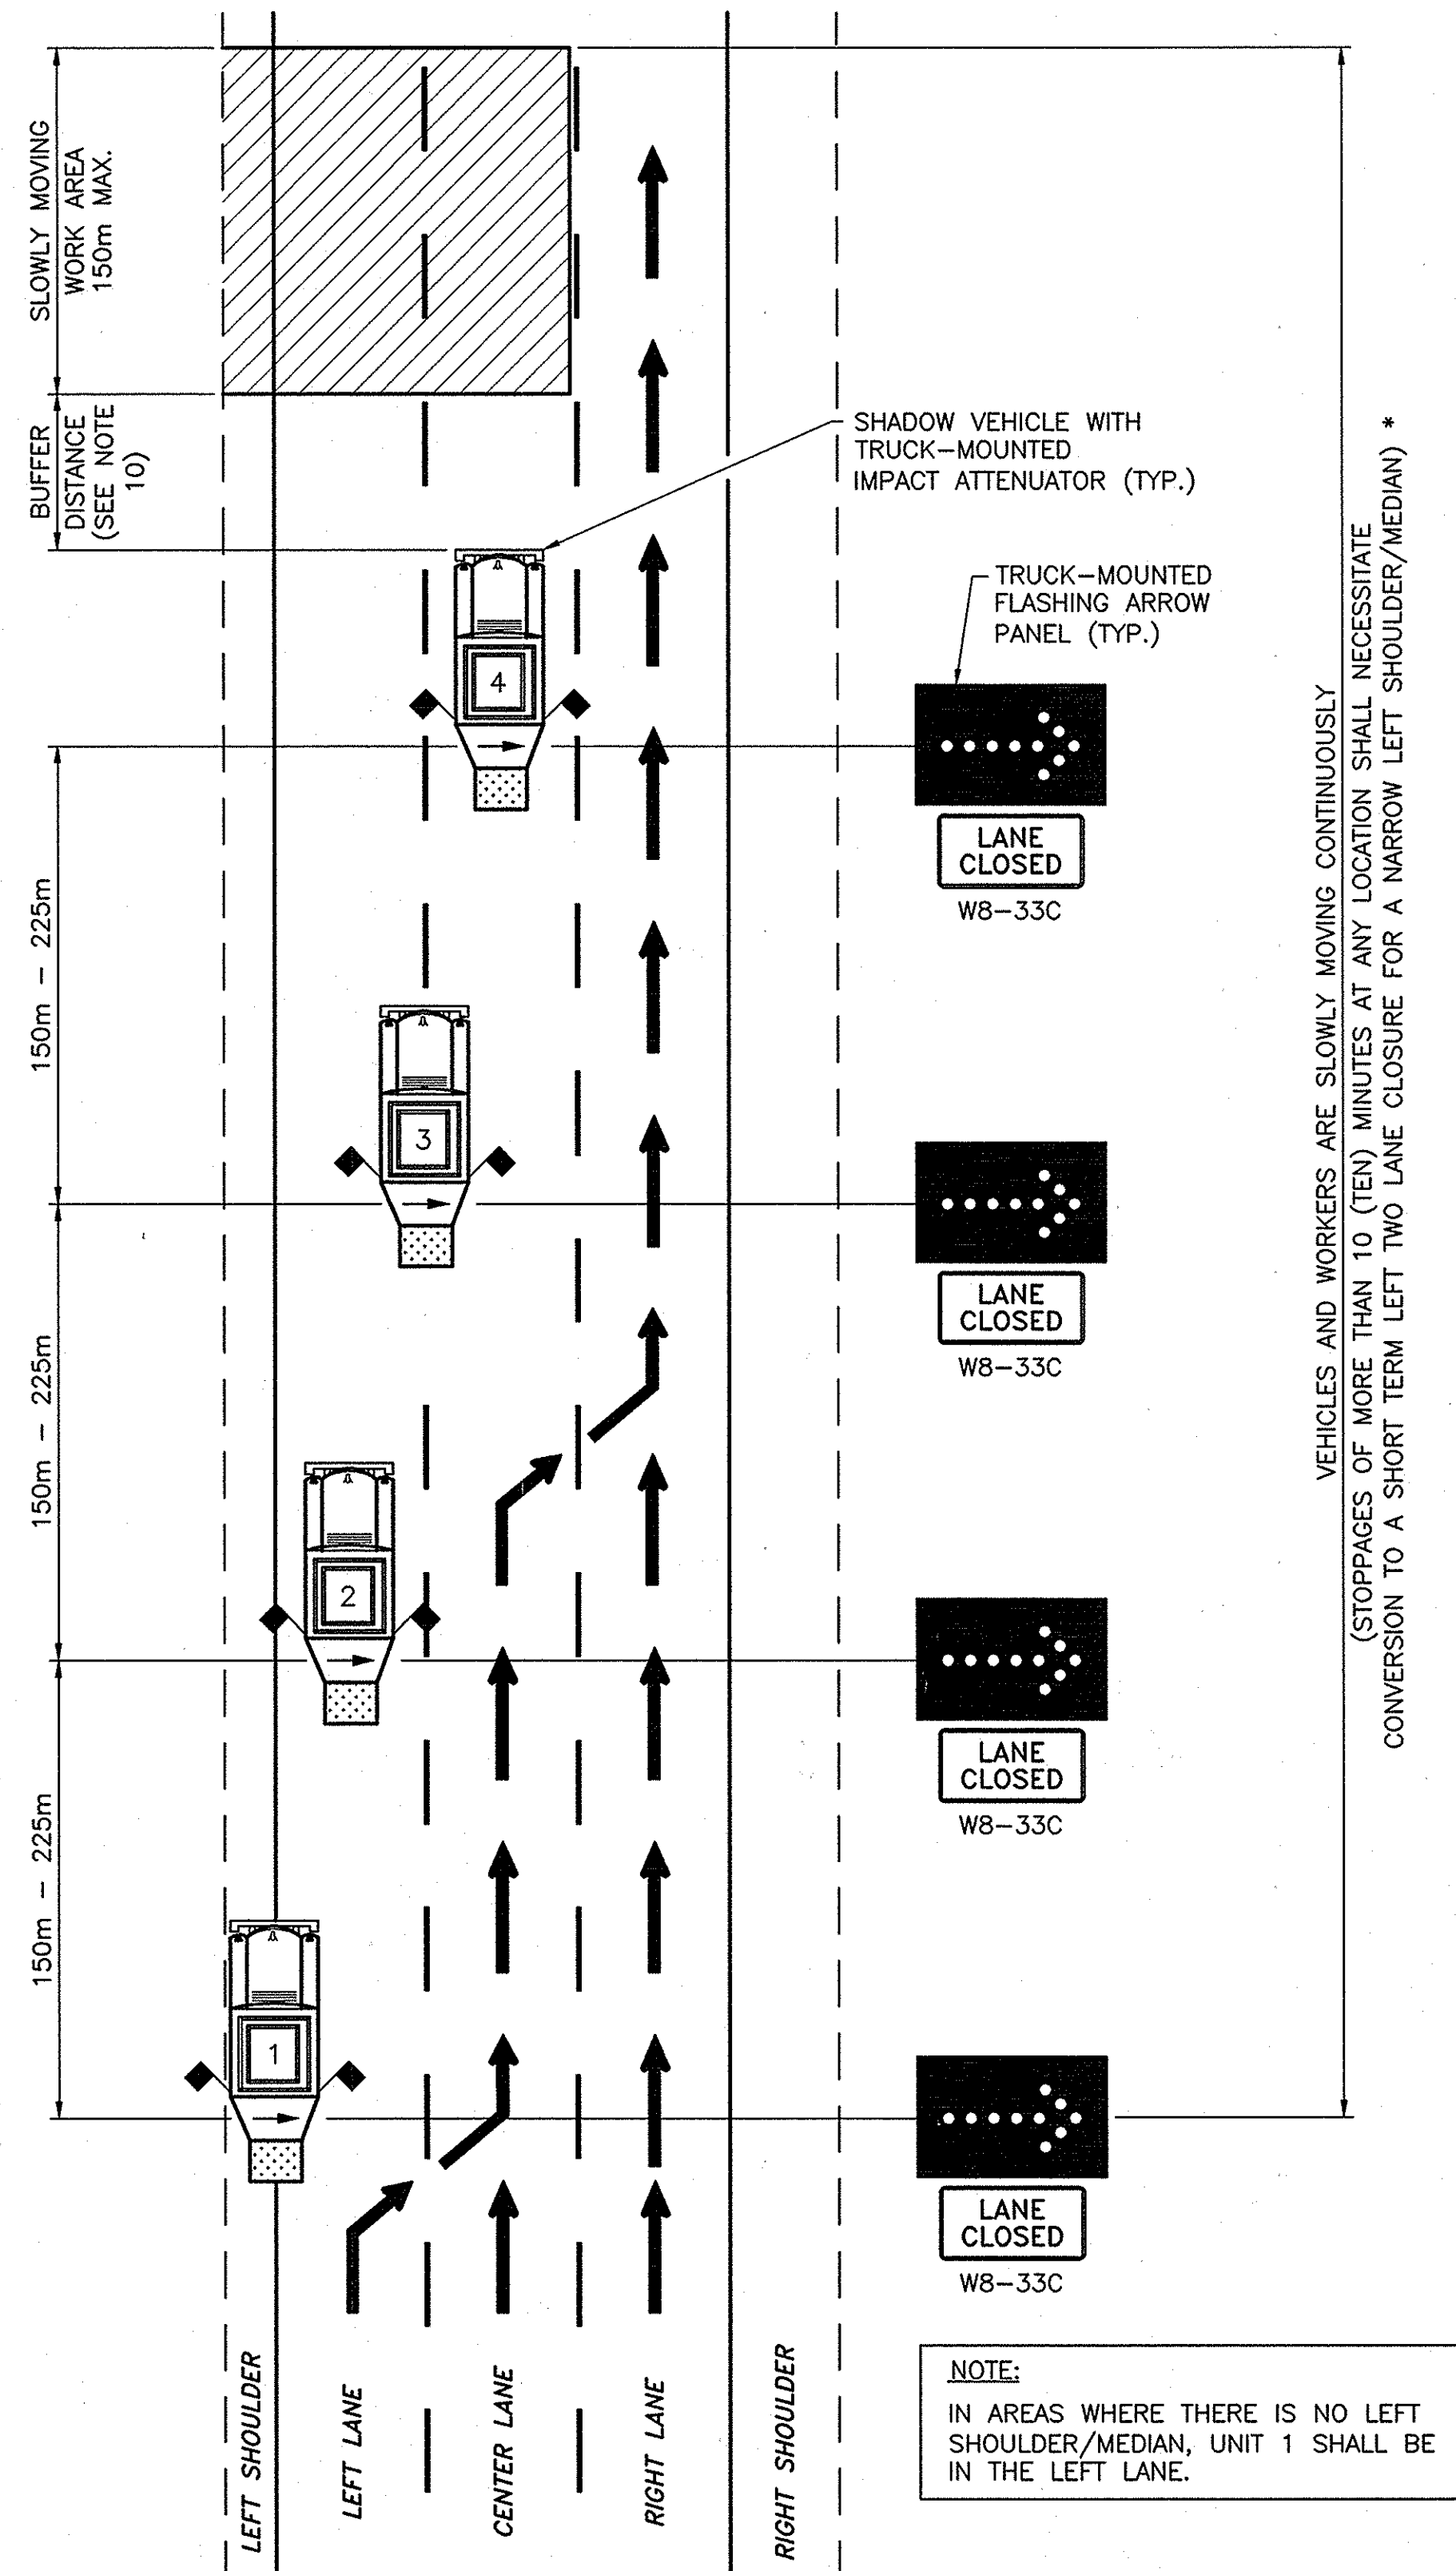 SLOWLY MOVING
WORK AREA
150m MAX.
BUFFER
DISTANCE
(SEE NOTE
10)
SHADOW VEHICLE WITH
TRUCK-MOUNTED
IMPACT ATTENUATOR (TYP.)
TRUCK-MOUNTED
FLASHING ARROW
PANEL (TYP.)
4
LANE
CLOSED
W8-33C
150m - 225m
3
LANE
CLOSED
W8-33C
150m - 225m
2
LANE
CLOSED
W8-33C
150m - 225m
1
LANE
CLOSED
W8-33C
VEHICLES AND WORKERS ARE SLOWLY MOVING CONTINUOUSLY
(STOPPAGES OF MORE THAN 10 (TEN) MINUTES AT ANY LOCATION SHALL NECESSITATE
CONVERSION TO A SHORT TERM LEFT TWO LANE CLOSURE FOR A NARROW LEFT SHOULDER/MEDIAN) *
LEFT SHOULDER
LEFT LANE
CENTER LANE
RIGHT LANE
RIGHT SHOULDER
NOTE:
IN AREAS WHERE THERE IS NO LEFT
SHOULDER/MEDIAN, UNIT 1 SHALL BE
IN THE LEFT LANE.